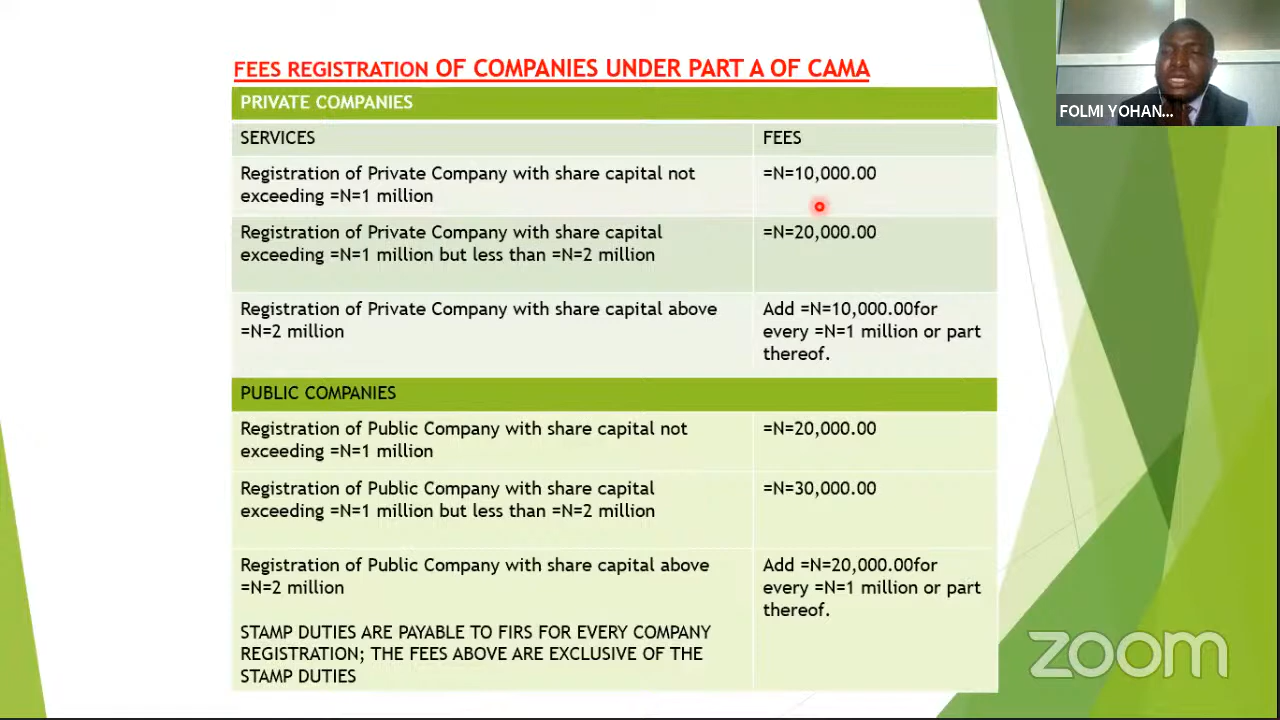 FEES REGISTRATION OF COMPANIES UNDER PART A OF CAMA
PRIVATE COMPANIES
SERVICES
FEES
Registration of Private Company with share capital not
exceeding =N=1 million
=N=10,000.00
Registration of Private Company with share capital
exceeding =N=1 million but less than =N=2 million
=N=20,000.00
Registration of Private Company with share capital above
=N=2 million
Add =N=10,000.00for
every =N=1 million or part
thereof.
PUBLIC COMPANIES
Registration of Public Company with share capital not
exceeding =N=1 million
=N=20,000.00
Registration of Public Company with share capital
exceeding =N=1 million but less than =N=2 million
=N=30,000.00
Registration of Public Company with share capital above
=N=2 million
Add =N=20,000.00for
every =N=1 million or part
thereof.
STAMP DUTIES ARE PAYABLE TO FIRS FOR EVERY COMPANY
REGISTRATION; THE FEES ABOVE ARE EXCLUSIVE OF THE
STAMP DUTIES
FOLMI YOHAN...
zoom